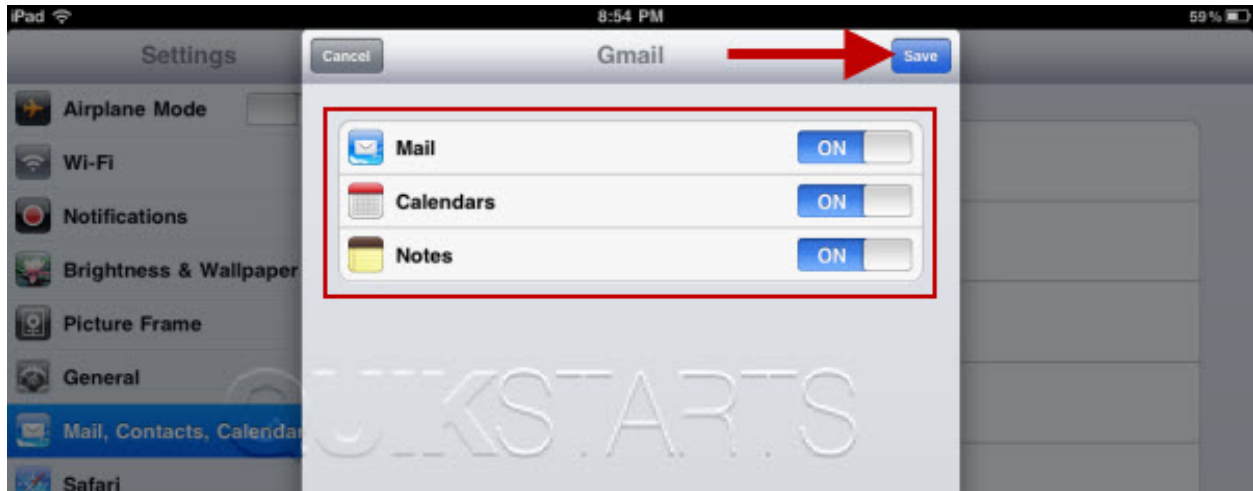 iPad 8:54 PM 59%
Settings Cancel Gmail Save
Airplane Mode
Mail ON
Wi-Fi
Calendars ON
Notifications
Notes ON
Brightness & Wallpaper
Picture Frame
General
QUIKSTARTS
Mail, Contacts, Calendar
Safari